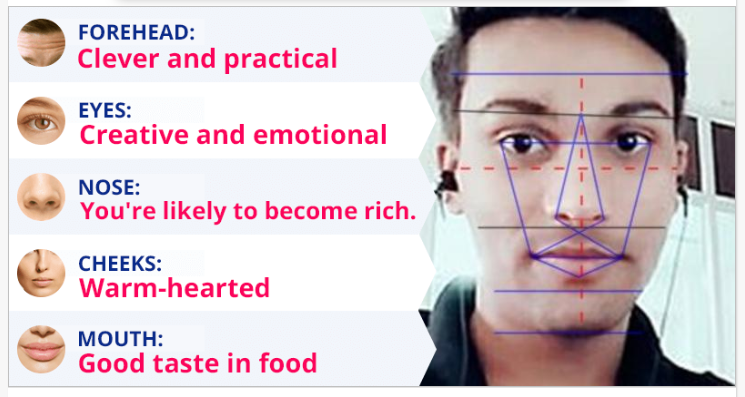 FOREHEAD:
Clever and practical
EYES:
Creative and emotional
NOSE:
You're likely to become rich.
CHEEKS:
Warm-hearted
MOUTH:
Good taste in food